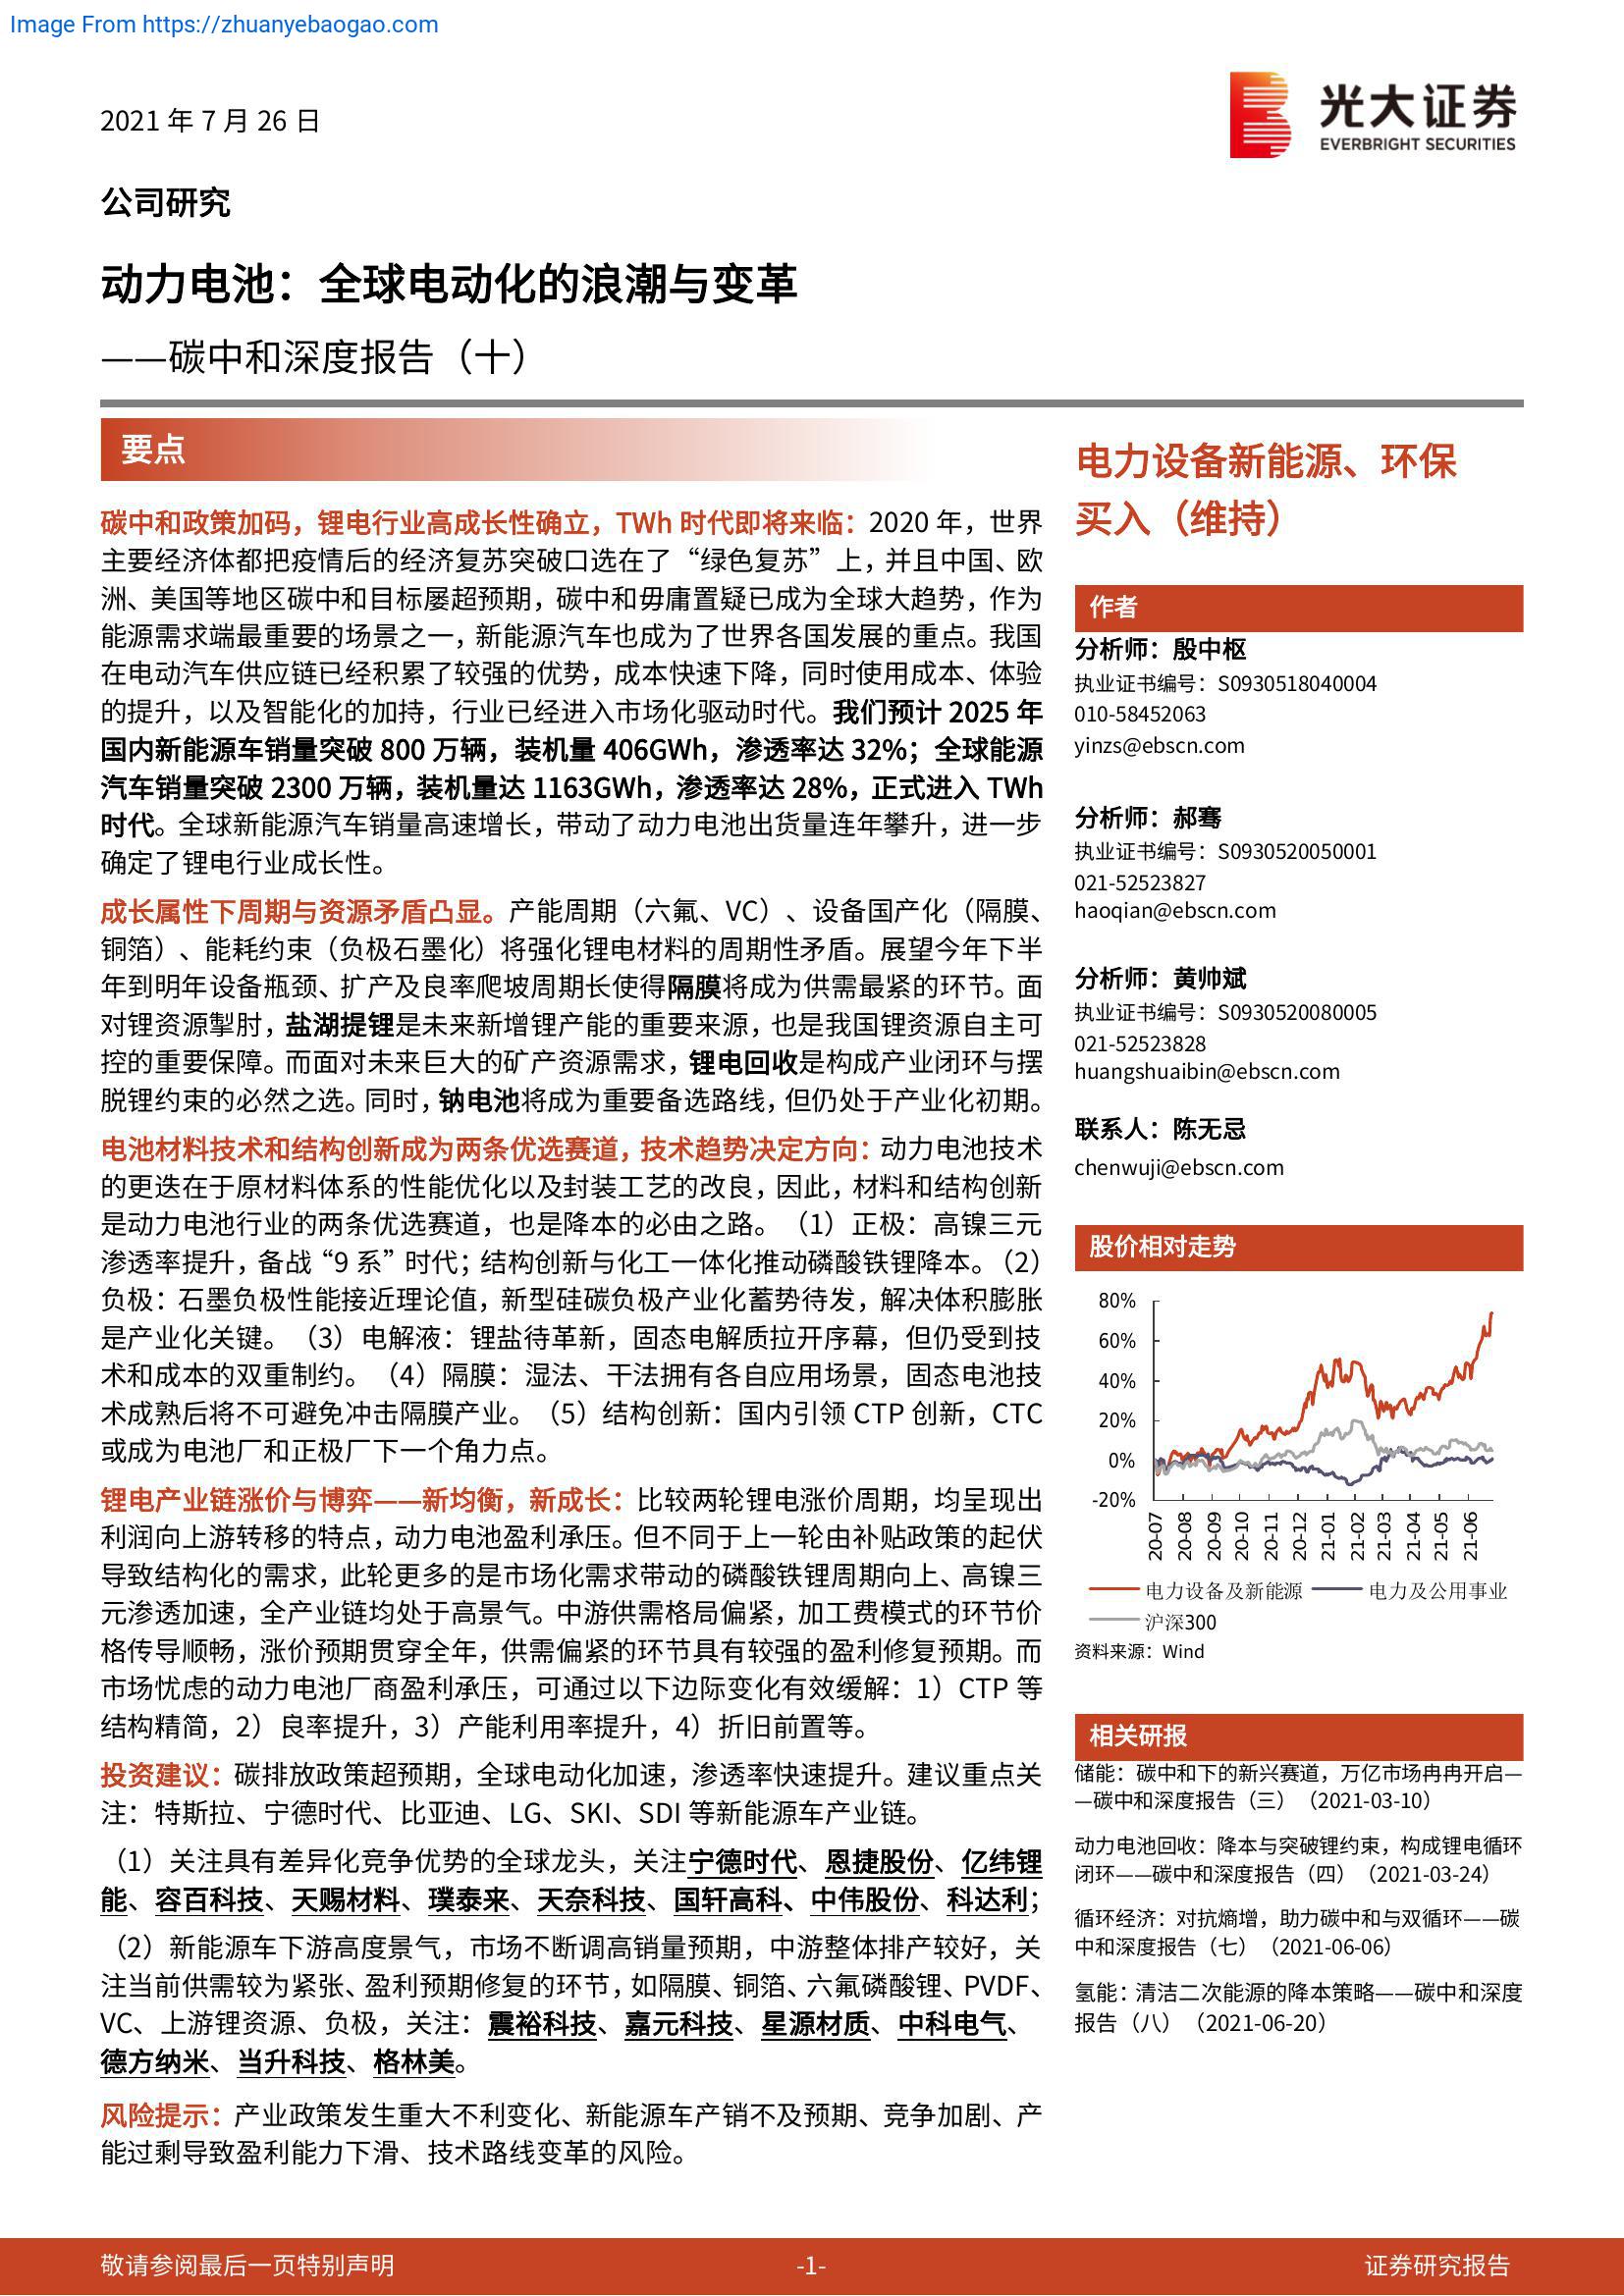 Image From https://zhuanyebaogao.com
2021 年 7 月 26 日
光大证券
EVERBRIGHT SECURITIES
公司研究
动力电池：全球电动化的浪潮与变革
——碳中和深度报告（十）
要点
碳中和政策加码，锂电行业高成长性确立，TWh 时代即将来临：2020 年，世界
主要经济体都把疫情后的经济复苏突破口选在了“绿色复苏”上，并且中国、欧
洲、美国等地区碳中和目标屡超预期，碳中和毋庸置疑已成为全球大趋势，作为
能源需求端最重要的场景之一，新能源汽车也成为了世界各国发展的重点。我国
在电动汽车供应链已经积累了较强的优势，成本快速下降，同时使用成本、体验
的提升，以及智能化的加持，行业已经进入市场化驱动时代。我们预计 2025 年
国内新能源车销量突破 800 万辆，装机量 406GWh，渗透率达 32%；全球能源
汽车销量突破 2300 万辆，装机量达 1163GWh，渗透率达 28%，正式进入 TWh
时代。全球新能源汽车销量高速增长，带动了动力电池出货量连年攀升，进一步
确定了锂电行业成长性。
成长属性下周期与资源矛盾凸显。产能周期（六氟、VC）、设备国产化（隔膜、
铜箔）、能耗约束（负极石墨化）将强化锂电材料的周期性矛盾。展望今年下半
年到明年设备瓶颈、扩产及良率爬坡周期长使得隔膜将成为供需最紧的环节。面
对锂资源掣肘，盐湖提锂是未来新增锂产能的重要来源，也是我国锂资源自主可
控的重要保障。而面对未来巨大的矿产资源需求，锂电回收是构成产业闭环与摆
脱锂约束的必然之选。同时，钠电池将成为重要备选路线，但仍处于产业化初期。
电池材料技术和结构创新成为两条优选赛道，技术趋势决定方向：动力电池技术
的更迭在于原材料体系的性能优化以及封装工艺的改良，因此，材料和结构创新
是动力电池行业的两条优选赛道，也是降本的必由之路。（1）正极：高镍三元
渗透率提升，备战“9 系”时代；结构创新与化工一体化推动磷酸铁锂降本。（2）
负极：石墨负极性能接近理论值，新型硅碳负极产业化蓄势待发，解决体积膨胀
是产业化关键。（3）电解液：锂盐待革新，固态电解质拉开序幕，但仍受到技
术和成本的双重制约。（4）隔膜：湿法、干法拥有各自应用场景，固态电池技
术成熟后将不可避免冲击隔膜产业。（5）结构创新：国内引领 CTP 创新，CTC
或成为电池厂和正极厂下一个角力点。
锂电产业链涨价与博弈——新均衡，新成长：比较两轮锂电涨价周期，均呈现出
利润向上游转移的特点，动力电池盈利承压。但不同于上一轮由补贴政策的起伏
导致结构化的需求，此轮更多的是市场化需求带动的磷酸铁锂周期向上、高镍三
元渗透加速，全产业链均处于高景气。中游供需格局偏紧，加工费模式的环节价
格传导顺畅，涨价预期贯穿全年，供需偏紧的环节具有较强的盈利修复预期。而
市场忧虑的动力电池厂商盈利承压，可通过以下边际变化有效缓解：1）CTP 等
结构精简，2）良率提升，3）产能利用率提升，4）折旧前置等。
投资建议：碳排放政策超预期，全球电动化加速，渗透率快速提升。建议重点关
注：特斯拉、宁德时代、比亚迪、LG、SKI、SDI 等新能源车产业链。
（1）关注具有差异化竞争优势的全球龙头，关注宁德时代、恩捷股份、亿纬锂
能、容百科技、天赐材料、璞泰来、天奈科技、国轩高科、中伟股份、科达利；
（2）新能源车下游高度景气，市场不断调高销量预期，中游整体排产较好，关
注当前供需较为紧张、盈利预期修复的环节，如隔膜、铜箔、六氟磷酸锂、PVDF、
VC、上游锂资源、负极，关注：震裕科技、嘉元科技、星源材质、中科电气、
德方纳米、当升科技、格林美。
风险提示：产业政策发生重大不利变化、新能源车产销不及预期、竞争加剧、产
能过剩导致盈利能力下滑、技术路线变革的风险。
电力设备新能源、环保
买入（维持）
作者
分析师：殷中枢
执业证书编号：S0930518040004
010-58452063
yinzs@ebscn.com
分析师：郝骞
执业证书编号：S0930520050001
021-52523827
haoqian@ebscn.com
分析师：黄帅斌
执业证书编号：S0930520080005
021-52523828
huangshuaibin@ebscn.com
联系人：陈无忌
chenwuji@ebscn.com
股价相对走势
80%
60%
40%
20%
0%
-20%
20-07 20-08 20-09 20-10 20-11 20-12 21-01 21-02 21-03 21-04 21-05 21-06
电力设备及新能源 电力及公用事业
沪深300
资料来源：Wind
相关研报
储能：碳中和下的新兴赛道，万亿市场冉冉开启—
—碳中和深度报告（三）（2021-03-10）
动力电池回收：降本与突破锂约束，构成锂电循环
闭环——碳中和深度报告（四）（2021-03-24）
循环经济：对抗熵增，助力碳中和与双循环——碳
中和深度报告（七）（2021-06-06）
氢能：清洁二次能源的降本策略——碳中和深度
报告（八）（2021-06-20）
敬请参阅最后一页特别声明
-1-
证券研究报告